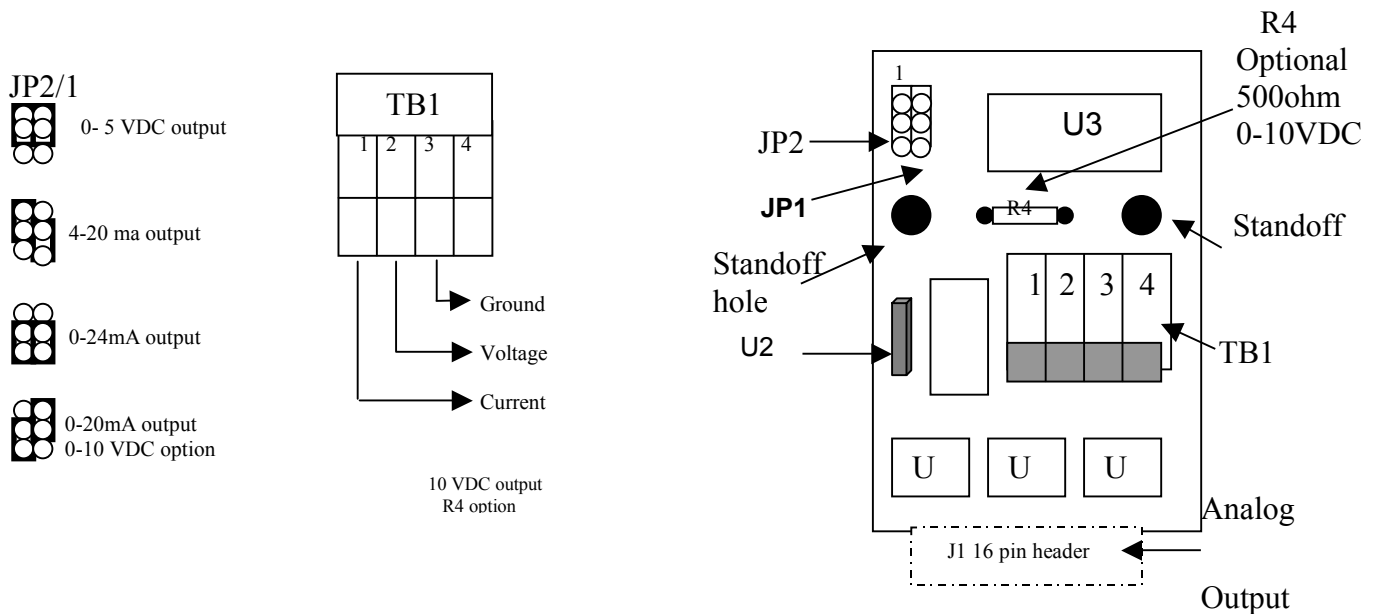 JP2/1
0- 5 VDC output
4-20 ma output
0-24mA output
0-20mA output
0-10 VDC option
TB1
1 2 3 4
Ground
Voltage
Current
10 VDC output
R4 option
R4
Optional
500ohm
0-10VDC
1
U3
JP2
JP1
R4
Standoff
Standoff
hole
1 2 3 4
U2
TB1
U U U
Analog
J1 16 pin header
Output